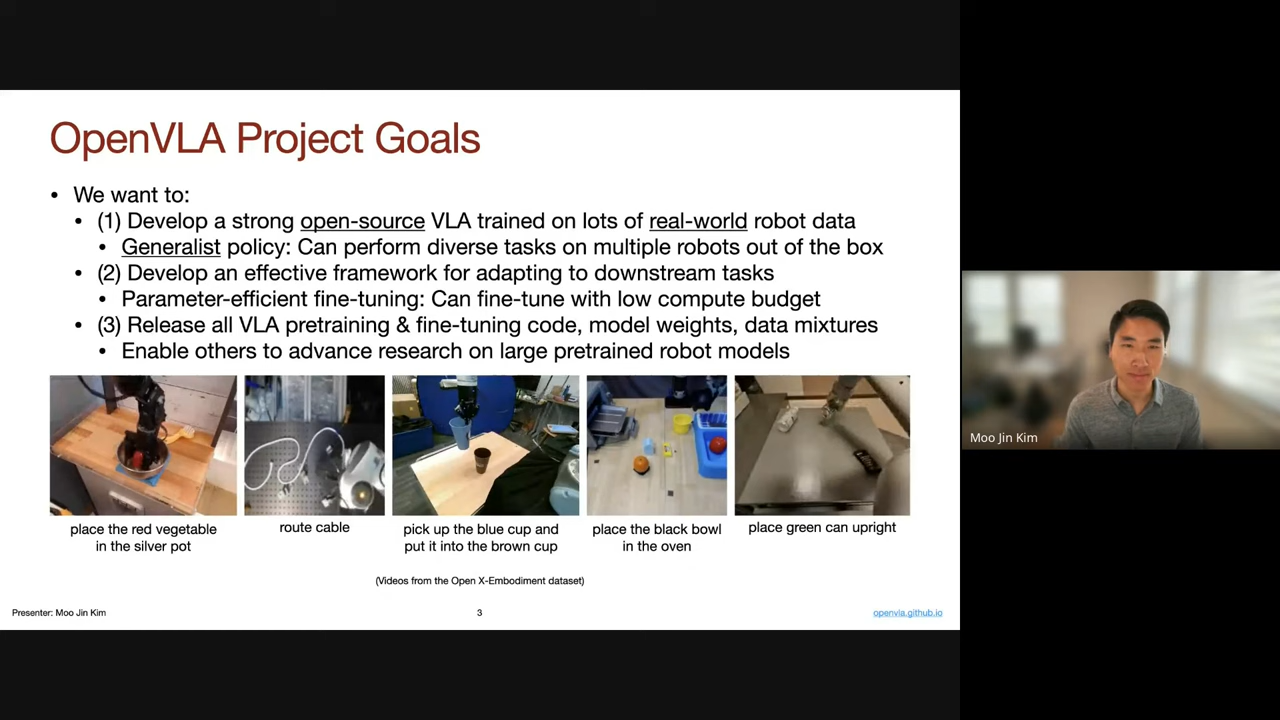 OpenVLA Project Goals
• We want to:
• (1) Develop a strong open-source VLA trained on lots of real-world robot data
• Generalist policy: Can perform diverse tasks on multiple robots out of the box
• (2) Develop an effective framework for adapting to downstream tasks
• Parameter-efficient fine-tuning: Can fine-tune with low compute budget
• (3) Release all VLA pretraining & fine-tuning code, model weights, data mixtures
• Enable others to advance research on large pretrained robot models
place the red vegetable
in the silver pot
route cable
pick up the blue cup and
put it into the brown cup
place the black bowl
in the oven
place green can upright
(Videos from the Open X-Embodiment dataset)
Presenter: Moo Jin Kim
3
openvla.github.io
Moo Jin Kim